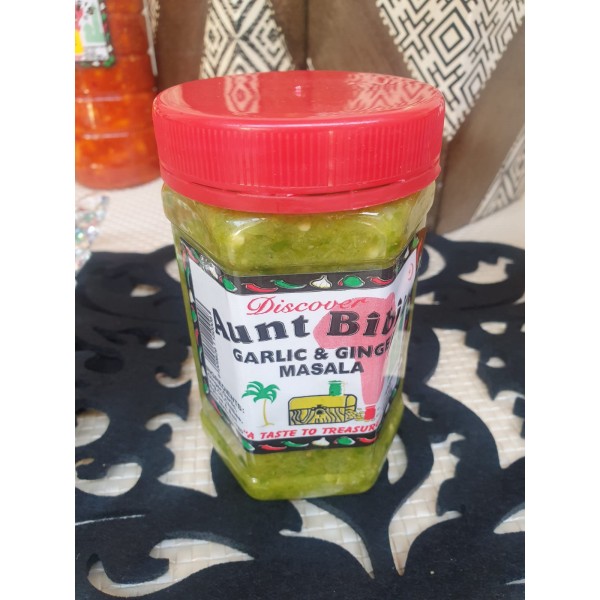 Discover
Aunt Bibi
GARLIC & GINGE
MASALA
"A TASTE TO TREASUR